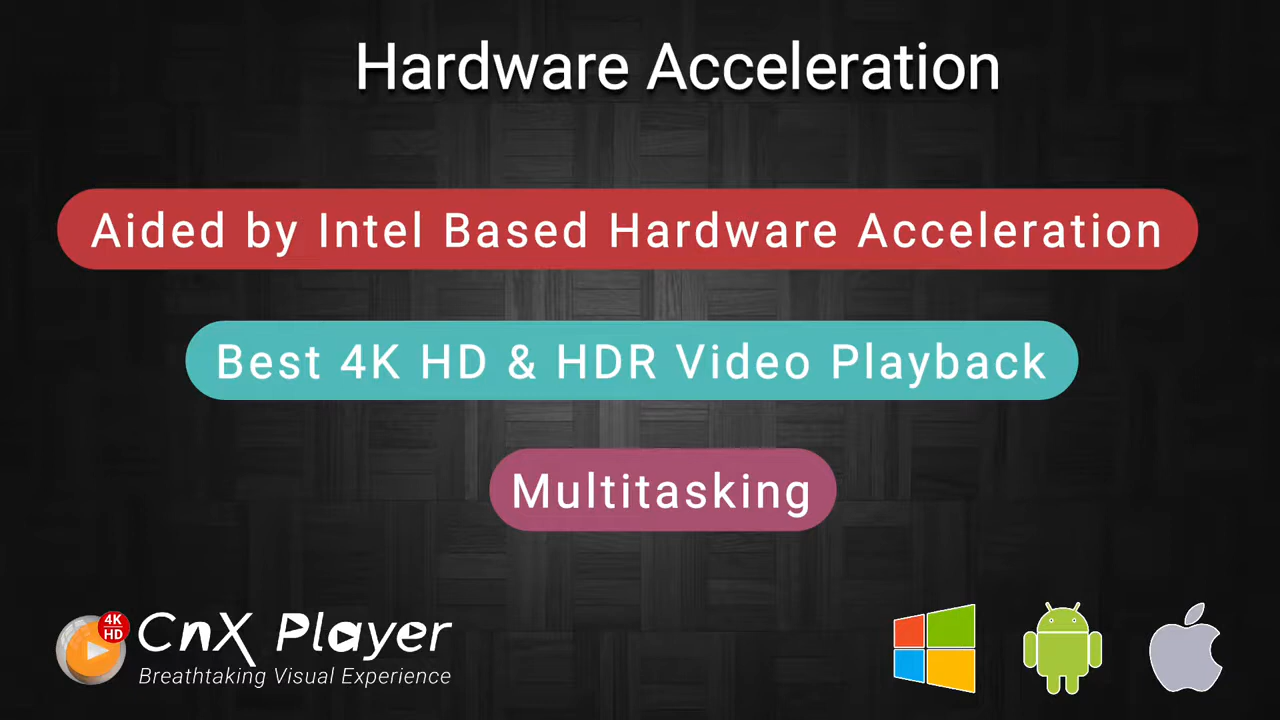 Hardware Acceleration
Aided by Intel Based Hardware Acceleration
Best 4K HD & HDR Video Playback
Multitasking
4K
HD
CnX Player
Breathtaking Visual Experience